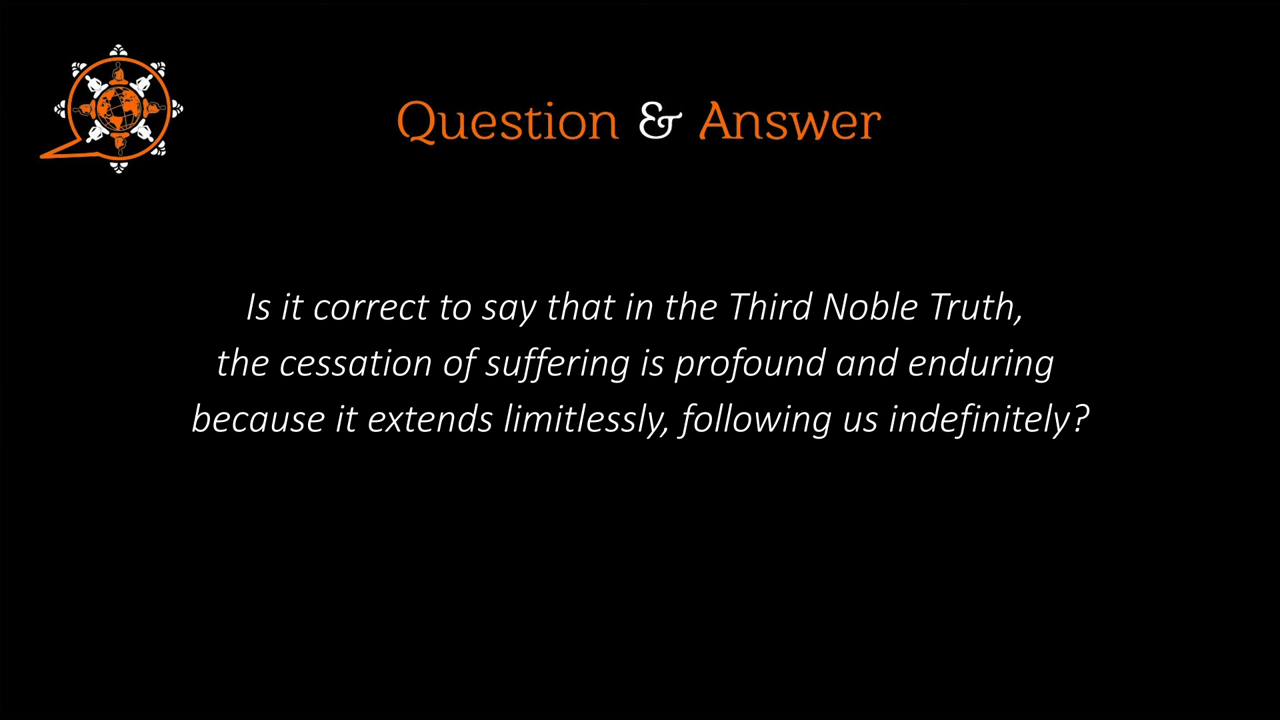 Question & Answer
Is it correct to say that in the Third Noble Truth,
the cessation of suffering is profound and enduring
because it extends limitlessly, following us indefinitely?